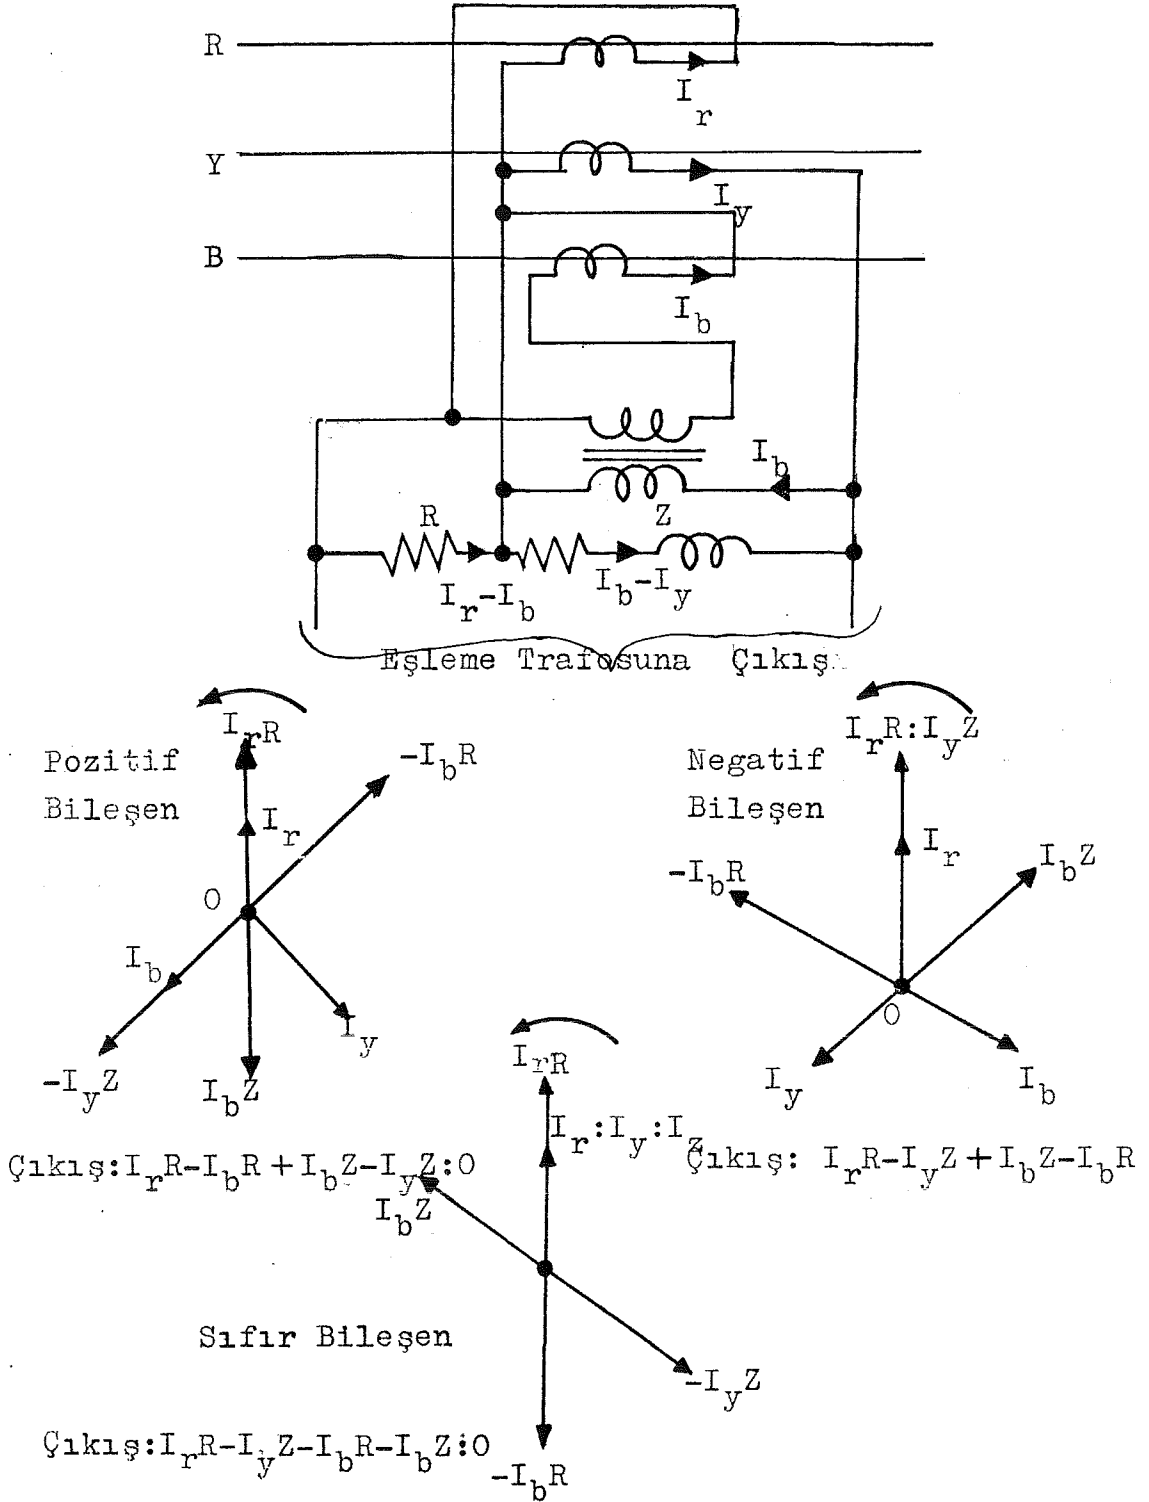 R
I_r
Y
I_y
B
I_b
I_b
R
Z
I_r-I_b
I_b-I_y
Eşleme Trafosuna Çıkış
Pozitif
Bileşen
I_rR
-I_bR
I_r
O
I_b
I_y
-I_yZ
I_bZ
Çıkış:I_rR-I_bR+I_bZ-I_yZ:O
Negatif
Bileşen
I_rR:I_yZ
I_r
-I_bR
I_bZ
O
I_y
I_b
Çıkış: I_rR-I_yZ+I_bZ-I_bR
I_rR
I_r:I_y:I_z
I_bZ
Sıfır Bileşen
-I_yZ
Çıkış:I_rR-I_yZ-I_bR-I_bZ:O
-I_bR